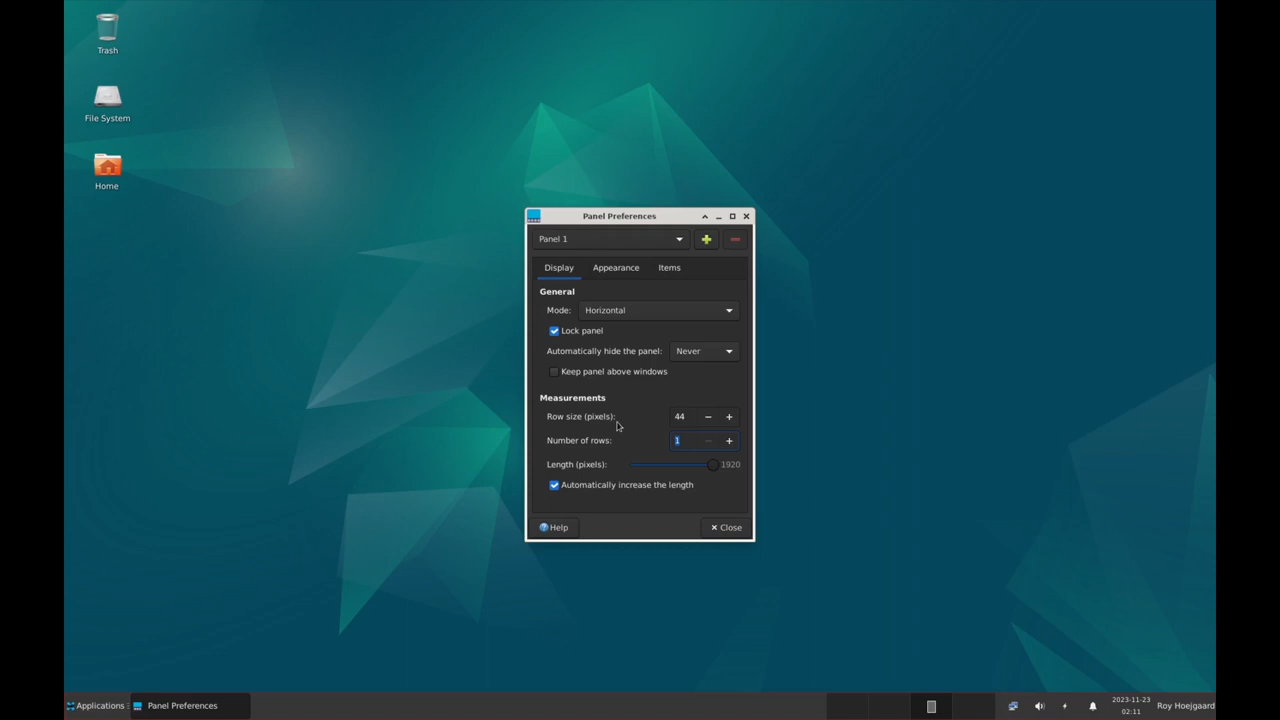 Trash
File System
Home
Panel Preferences
Panel 1
Display Appearance Items
General
Mode: Horizontal
Lock panel
Automatically hide the panel: Never
Keep panel above windows
Measurements
Row size (pixels): 44
Number of rows: 1
Length (pixels): 1920
Automatically increase the length
Help Close
Applications Panel Preferences
2023-11-23
02:11
Roy Hoejgaard